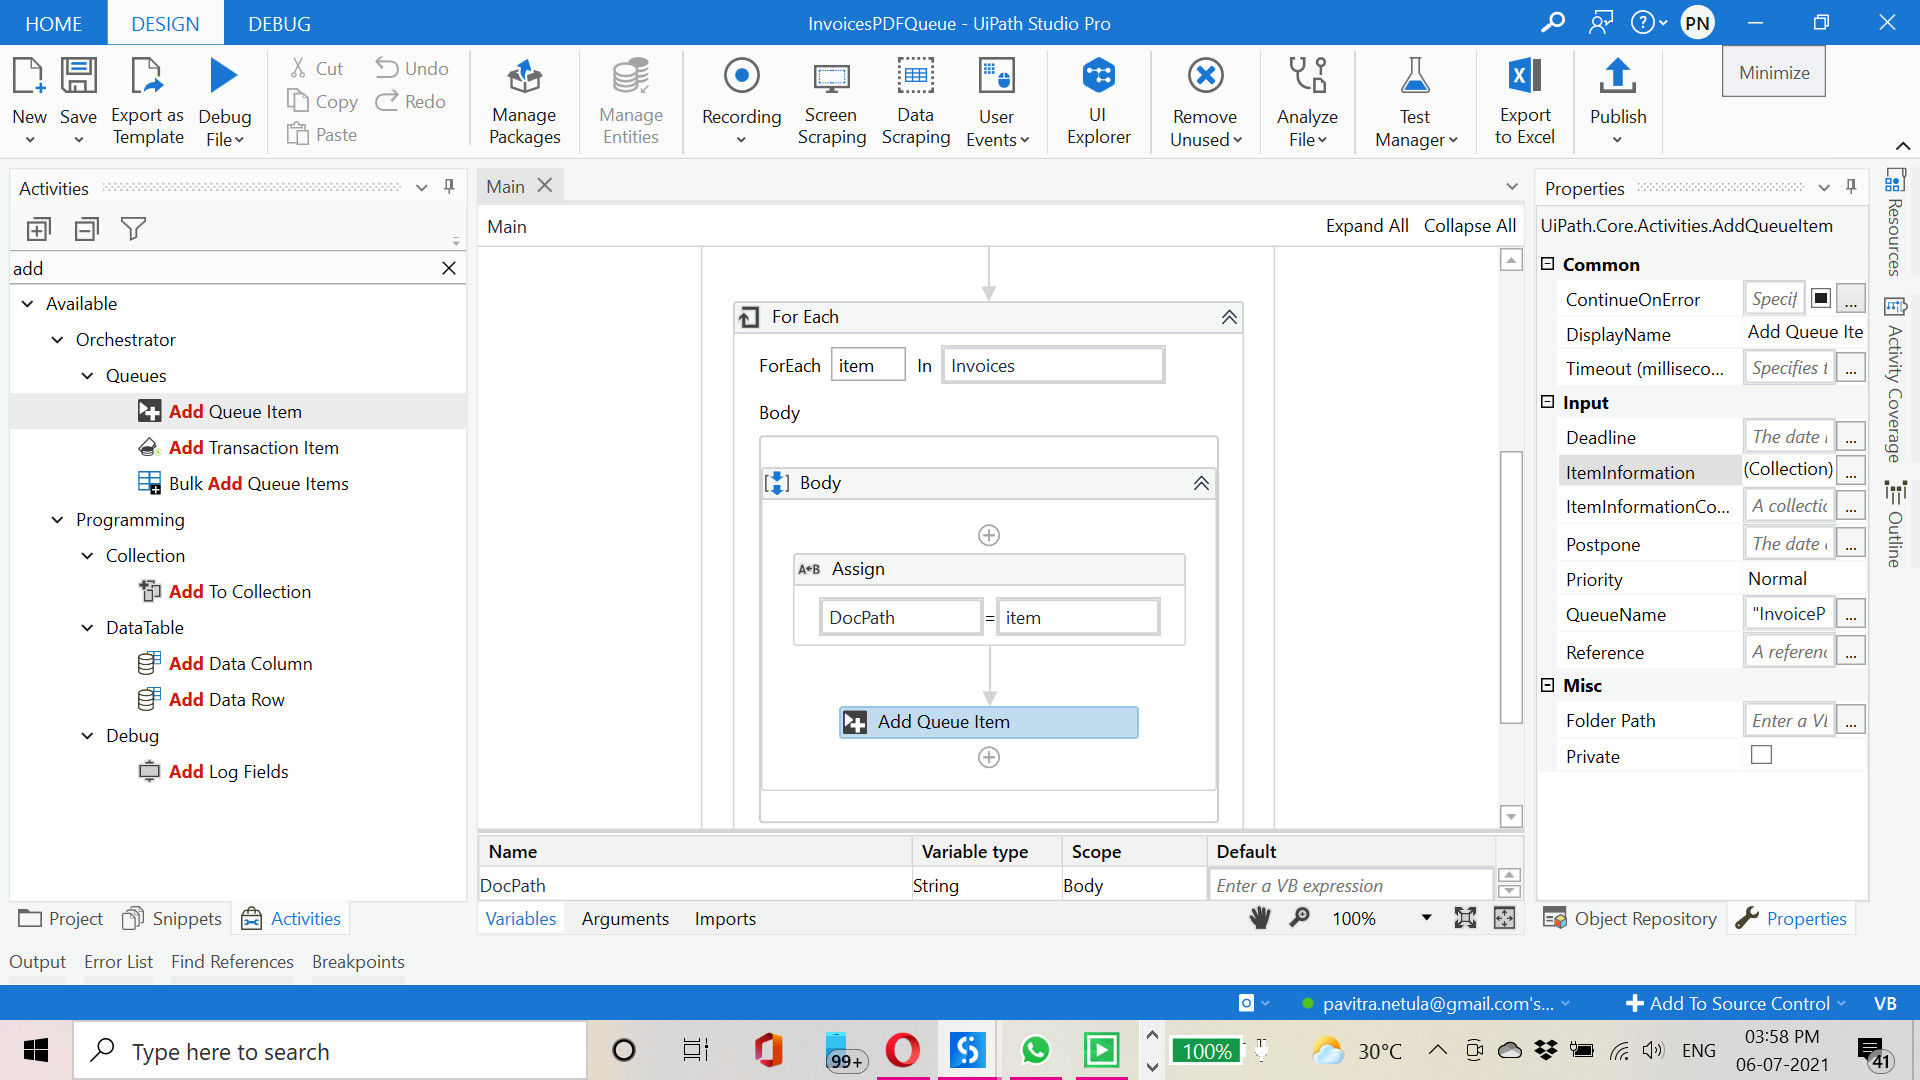 HOME DESIGN DEBUG InvoicesPDFQueue - UiPath Studio Pro PN
New Save Export as Template Debug File Cut Copy Paste Undo Redo Manage Packages Manage Entities Recording Screen Scraping Data Scraping User Events UI Explorer Remove Unused Analyze File Test Manager Export to Excel Publish Minimize
Activities
add
Available
Orchestrator
Queues
Add Queue Item
Add Transaction Item
Bulk Add Queue Items
Programming
Collection
Add To Collection
DataTable
Add Data Column
Add Data Row
Debug
Add Log Fields
Project Snippets Activities
Main
Main Expand All Collapse All
For Each
ForEach item In Invoices
Body
Body
A B Assign
DocPath = item
Add Queue Item
Name Variable type Scope Default
DocPath String Body Enter a VB expression
Variables Arguments Imports 100%
Properties
UiPath.Core.Activities.AddQueueItem
Common
ContinueOnError Specif ...
DisplayName Add Queue Ite
Timeout (milliseco... Specifies t ...
Input
Deadline The date ...
ItemInformation (Collection) ...
ItemInformationCo... A collectio ...
Postpone The date ...
Priority Normal
QueueName "InvoiceP ...
Reference A referenc ...
Misc
Folder Path Enter a VB ...
Private
Object Repository Properties
Resources
Activity Coverage
Outline
Output Error List Find References Breakpoints
pavitra.netula@gmail.com's... Add To Source Control VB
Type here to search 99+ 100% 30°C ENG 03:58 PM
06-07-2021 41